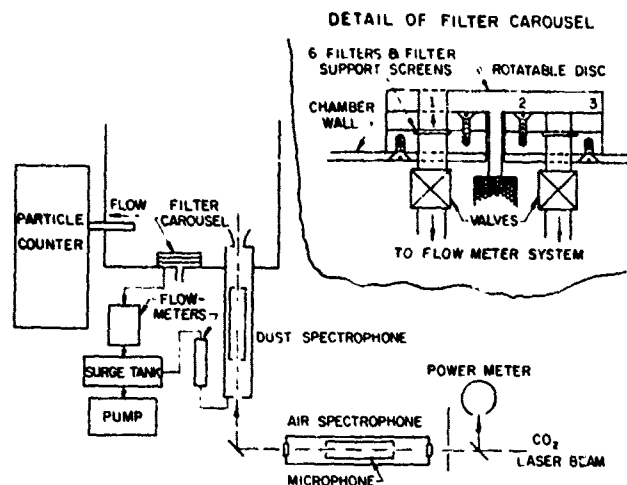 DETAIL OF FILTER CAROUSEL
6 FILTERS & FILTER
SUPPORT SCREENS
ROTATABLE DISC
1 2 3
CHAMBER
WALL
VALVES
TO FLOW METER SYSTEM
PARTICLE
COUNTER
FLOW
FILTER
CAROUSEL
FLOW-
METERS
DUST SPECTROPHONE
SURGE TANK
PUMP
POWER METER
AIR SPECTROPHONE
CO2
LASER BEAM
MICROPHONE